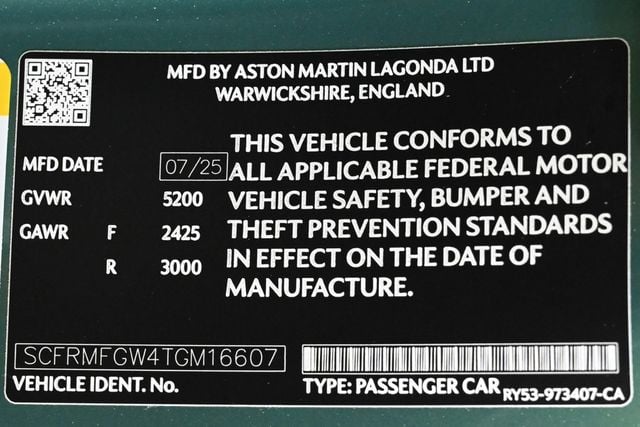 MFD BY ASTON MARTIN LAGONDA LTD
WARWICKSHIRE, ENGLAND
MFD DATE 07/25
GVWR 5200
GAWR F 2425
R 3000
THIS VEHICLE CONFORMS TO
ALL APPLICABLE FEDERAL MOTOR
VEHICLE SAFETY, BUMPER AND
THEFT PREVENTION STANDARDS
IN EFFECT ON THE DATE OF
MANUFACTURE.
SCFRMFGW4TGM16607
VEHICLE IDENT. No.
TYPE: PASSENGER CAR RY53-973407-CA